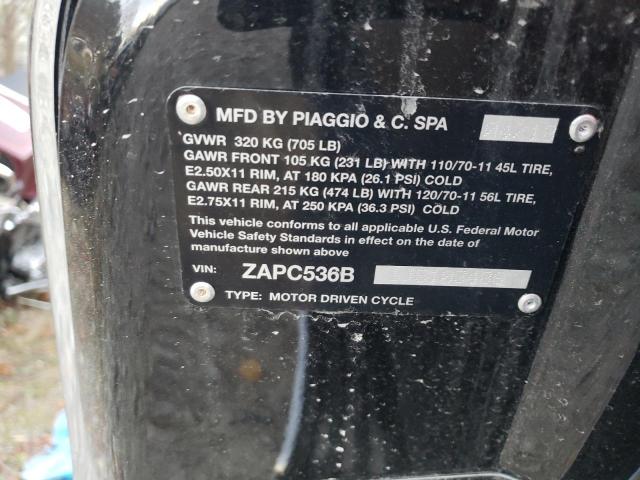 MFD BY PIAGGIO & C. SPA
GVWR 320 KG (705 LB)
GAWR FRONT 105 KG (231 LB) WITH 110/70-11 45L TIRE,
E2.50X11 RIM, AT 180 KPA (26.1 PSI) COLD
GAWR REAR 215 KG (474 LB) WITH 120/70-11 56L TIRE,
E2.75X11 RIM, AT 250 KPA (36.3 PSI) COLD
This vehicle conforms to all applicable U.S. Federal Motor
Vehicle Safety Standards in effect on the date of
manufacture shown above
VIN: ZAPC536B
TYPE: MOTOR DRIVEN CYCLE